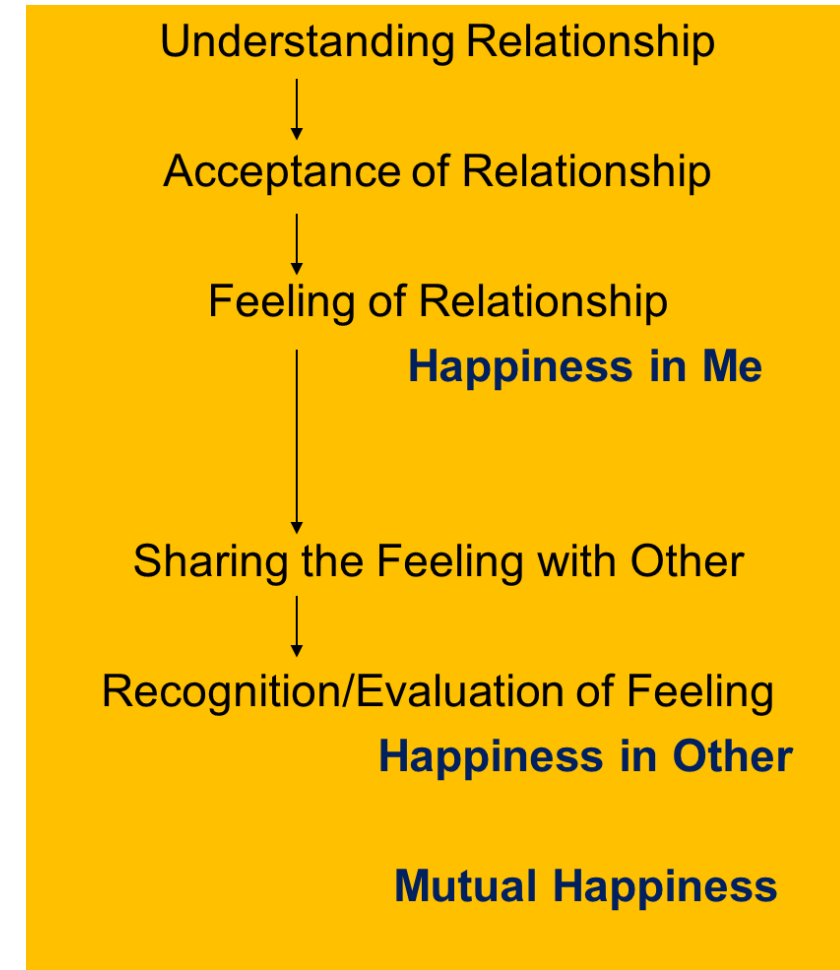 Understanding Relationship
Acceptance of Relationship
Feeling of Relationship
Happiness in Me
Sharing the Feeling with Other
Recognition/Evaluation of Feeling
Happiness in Other
Mutual Happiness